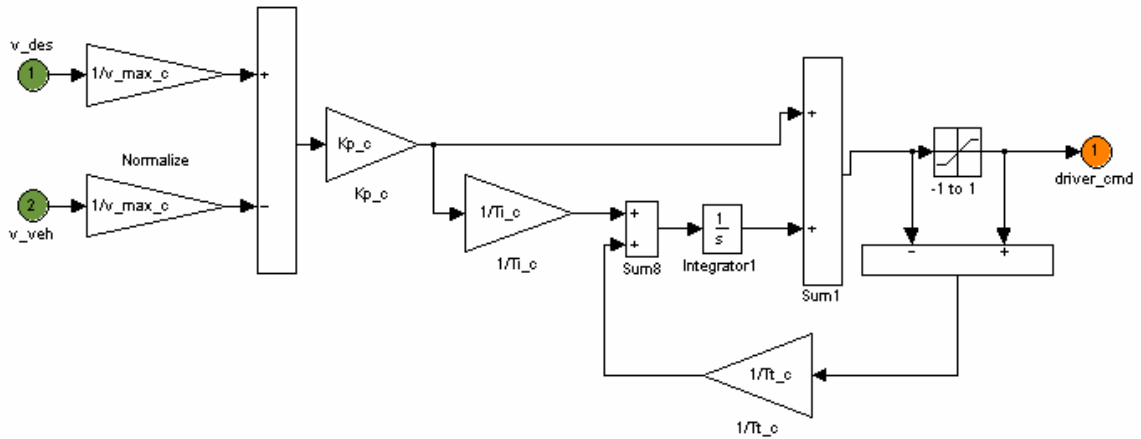 v_des
1
1/v_max_c
+
Normalize
2
v_veh
1/v_max_c
−
Kp_c
Kp_c
1/Ti_c
1/Ti_c
+
+
Sum8
1
s
Integrator1
+
+
Sum1
-1 to 1
1
driver_cmd
−
+
1/Tt_c
1/Tt_c